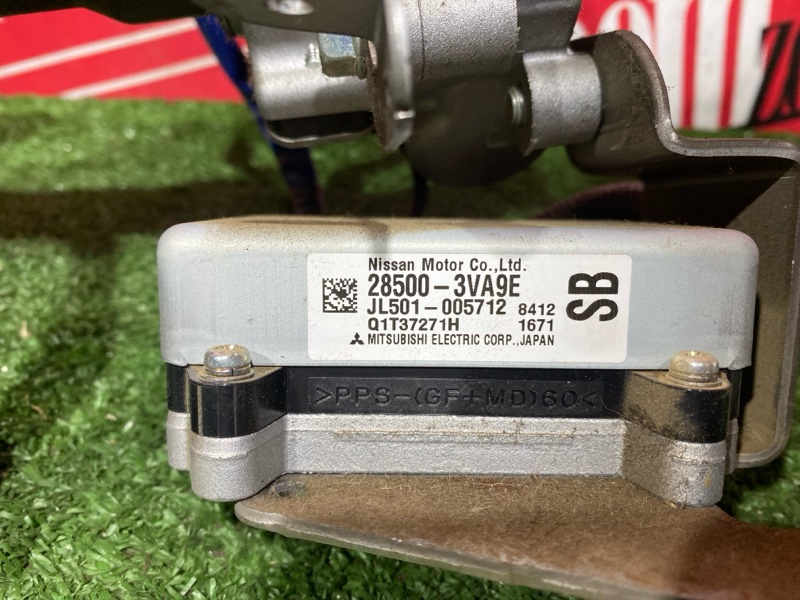 Nissan Motor Co.,Ltd.
28500-3VA9E
JL501-005712 8412
Q1T37271H 1671
MITSUBISHI ELECTRIC CORP.,JAPAN
SB
>PPS-(GF+MD)60<